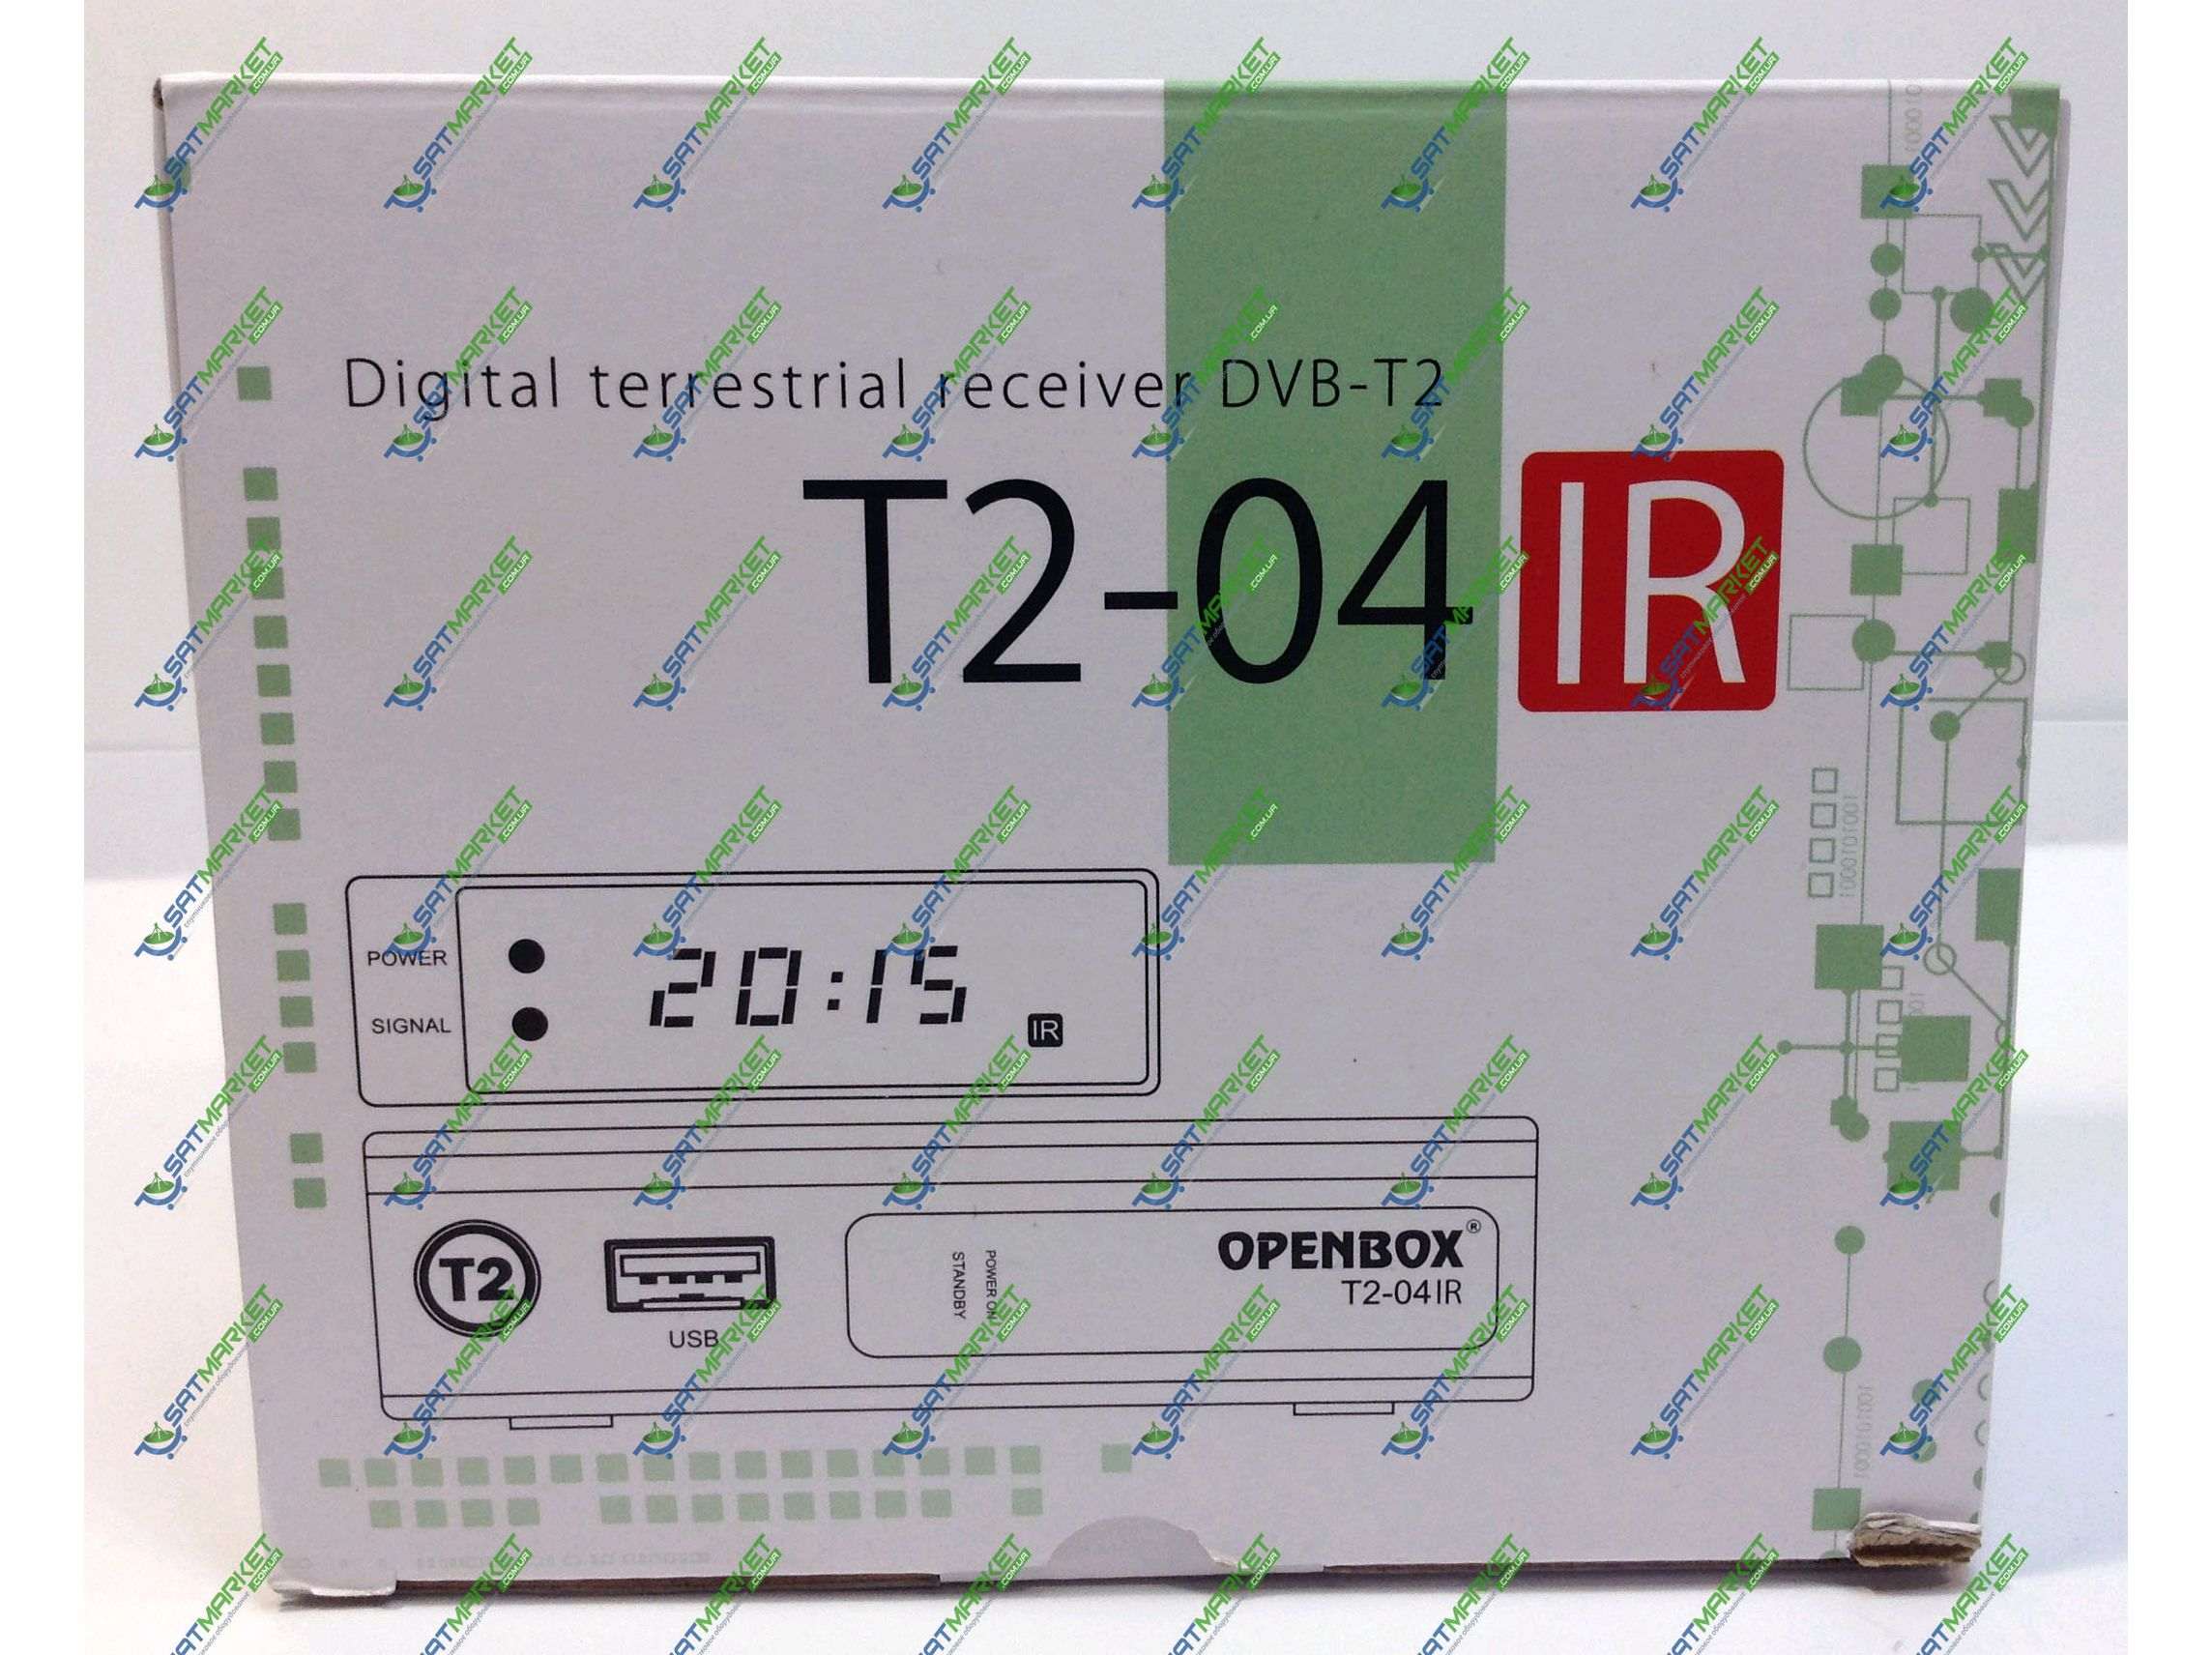 Digital terrestrial receiver DVB-T2
T2-04 IR
POWER
SIGNAL
20:15
IR
T2
USB
POWER ON
STANDBY
OPENBOX®
T2-04IR
SATMARKET
.COM.UA